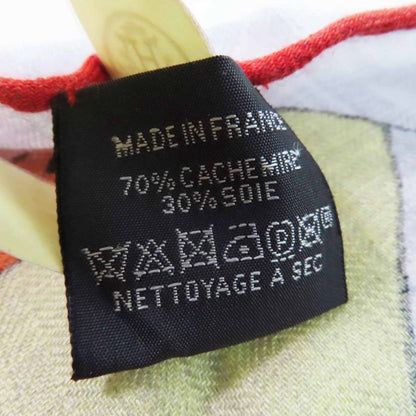 MADE IN FRANCE
70% CACHEMIRE
30% SOIE
P
NETTOYAGE A SEC